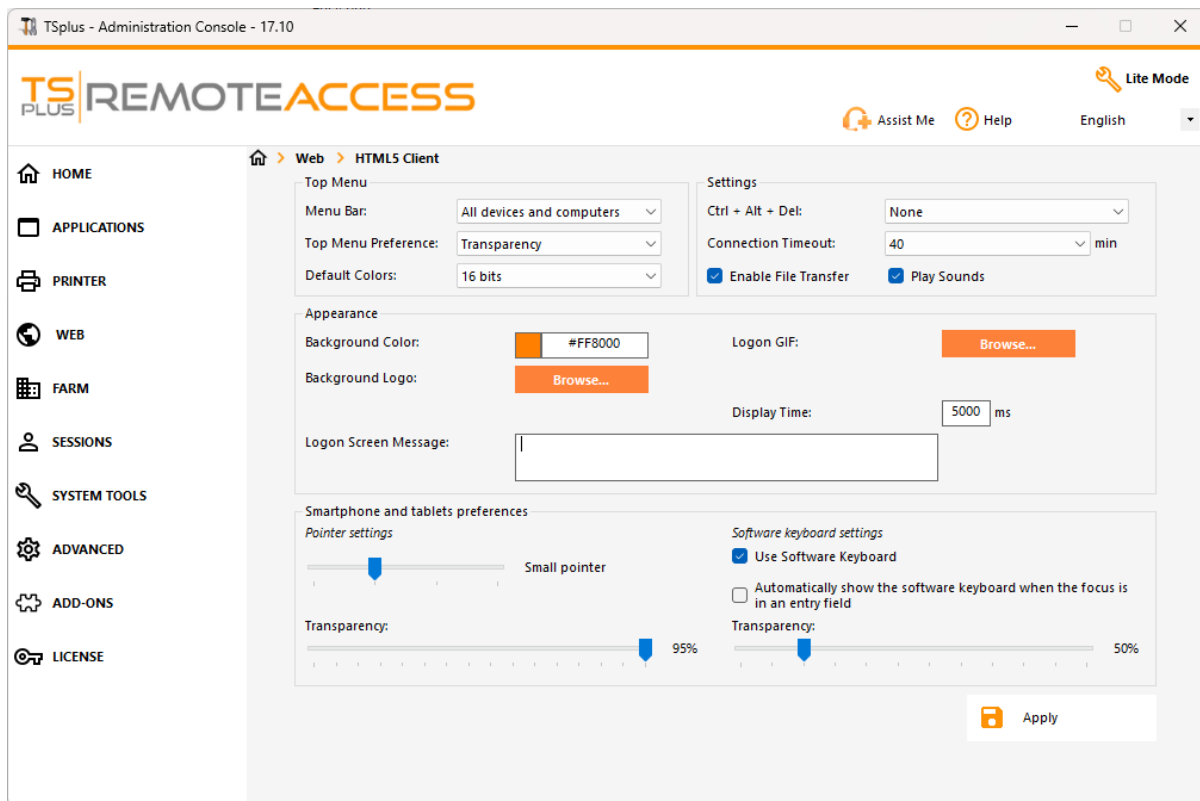 TSplus - Administration Console - 17.10
TS PLUS REMOTEACCESS
Lite Mode
Assist Me
Help
English
HOME
APPLICATIONS
PRINTER
WEB
FARM
SESSIONS
SYSTEM TOOLS
ADVANCED
ADD-ONS
LICENSE
Web > HTML5 Client
Top Menu
Menu Bar: All devices and computers
Top Menu Preference: Transparency
Default Colors: 16 bits
Settings
Ctrl + Alt + Del: None
Connection Timeout: 40 min
Enable File Transfer Play Sounds
Appearance
Background Color: #FF8000 Logon GIF: Browse...
Background Logo: Browse...
Display Time: 5000 ms
Logon Screen Message:
Smartphone and tablets preferences
Pointer settings
Small pointer
Transparency:
95%
Software keyboard settings
Use Software Keyboard
Automatically show the software keyboard when the focus is
in an entry field
Transparency:
50%
Apply